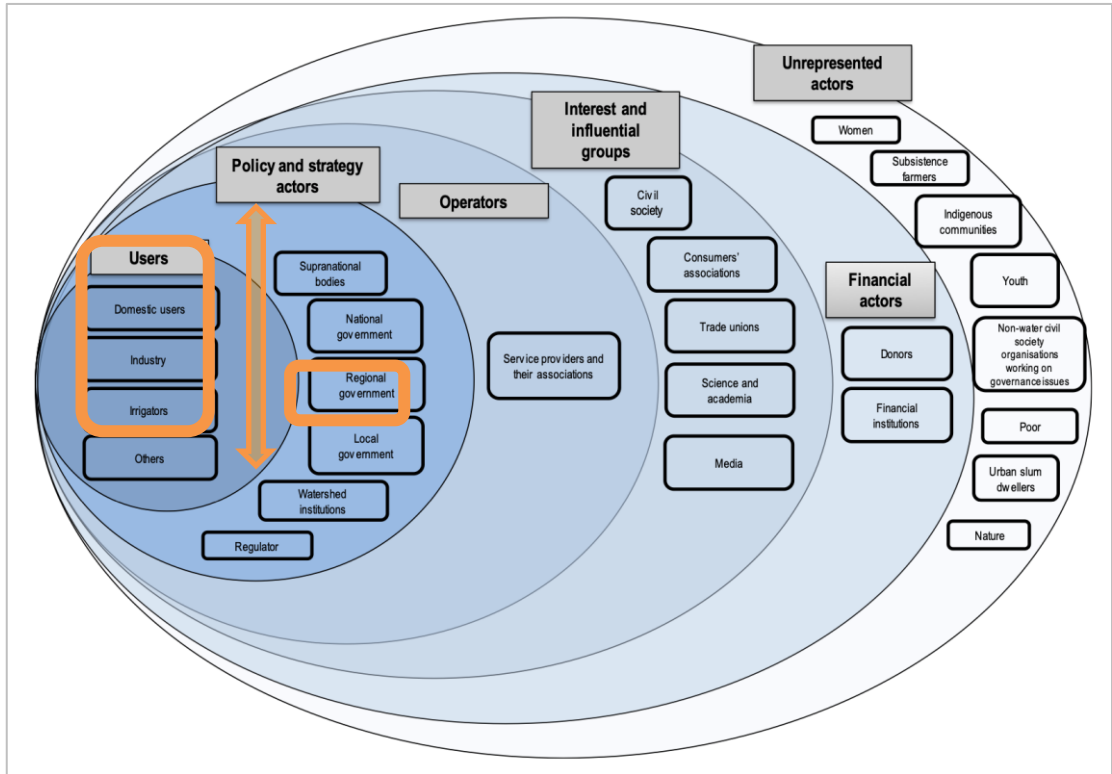 Users
Domestic users
Industry
Irrigators
Others
Policy and strategy
actors
Supranational
bodies
National
government
Regional
government
Local
government
Watershed
institutions
Regulator
Operators
Service providers and
their associations
Interest and
influential
groups
Civil
society
Consumers'
associations
Trade unions
Science and
academia
Media
Financial
actors
Donors
Financial
institutions
Unrepresented
actors
Women
Subsistence
farmers
Indigenous
communities
Youth
Non-water civil
society
organisations
working on
governance issues
Poor
Urban slum
dwellers
Nature